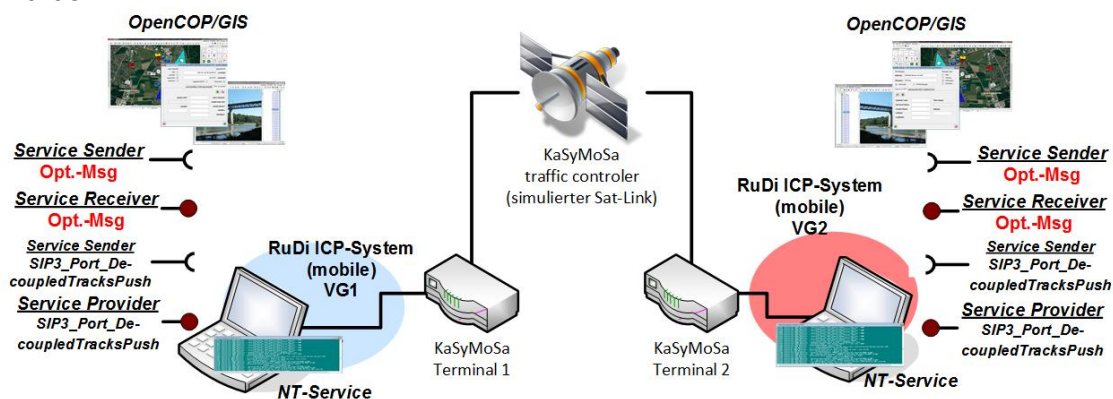 OpenCOP/GIS
Service Sender
Opt.-Msg
Service Receiver
Opt.-Msg
Service Sender
SIP3_Port_De-
coupledTracksPush
Service Provider
SIP3_Port_De-
coupledTracksPush
RuDi ICP-System
(mobile)
VG1
NT-Service
KaSyMoSa
Terminal 1
KaSyMoSa
traffic controler
(simulierter Sat-Link)
KaSyMoSa
Terminal 2
RuDi ICP-System
(mobile)
VG2
NT-Service
OpenCOP/GIS
Service Sender
Opt.-Msg
Service Receiver
Opt.-Msg
Service Sender
SIP3_Port_De-
coupledTracksPush
Service Provider
SIP3_Port_De-
coupledTracksPush